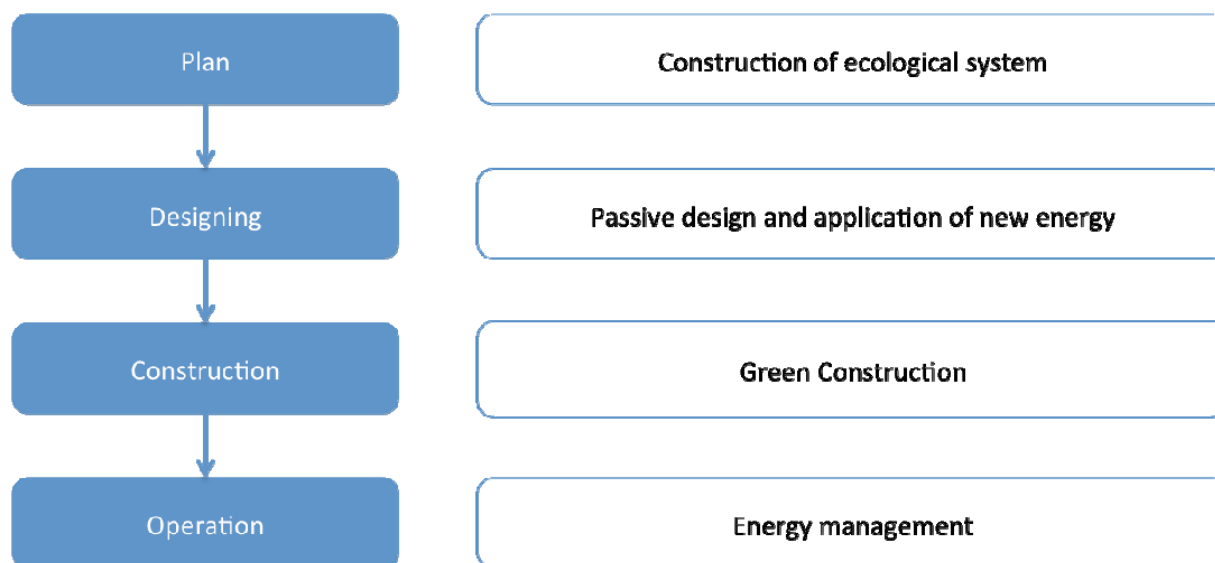 Plan
Construction of ecological system
Designing
Passive design and application of new energy
Construction
Green Construction
Operation
Energy management